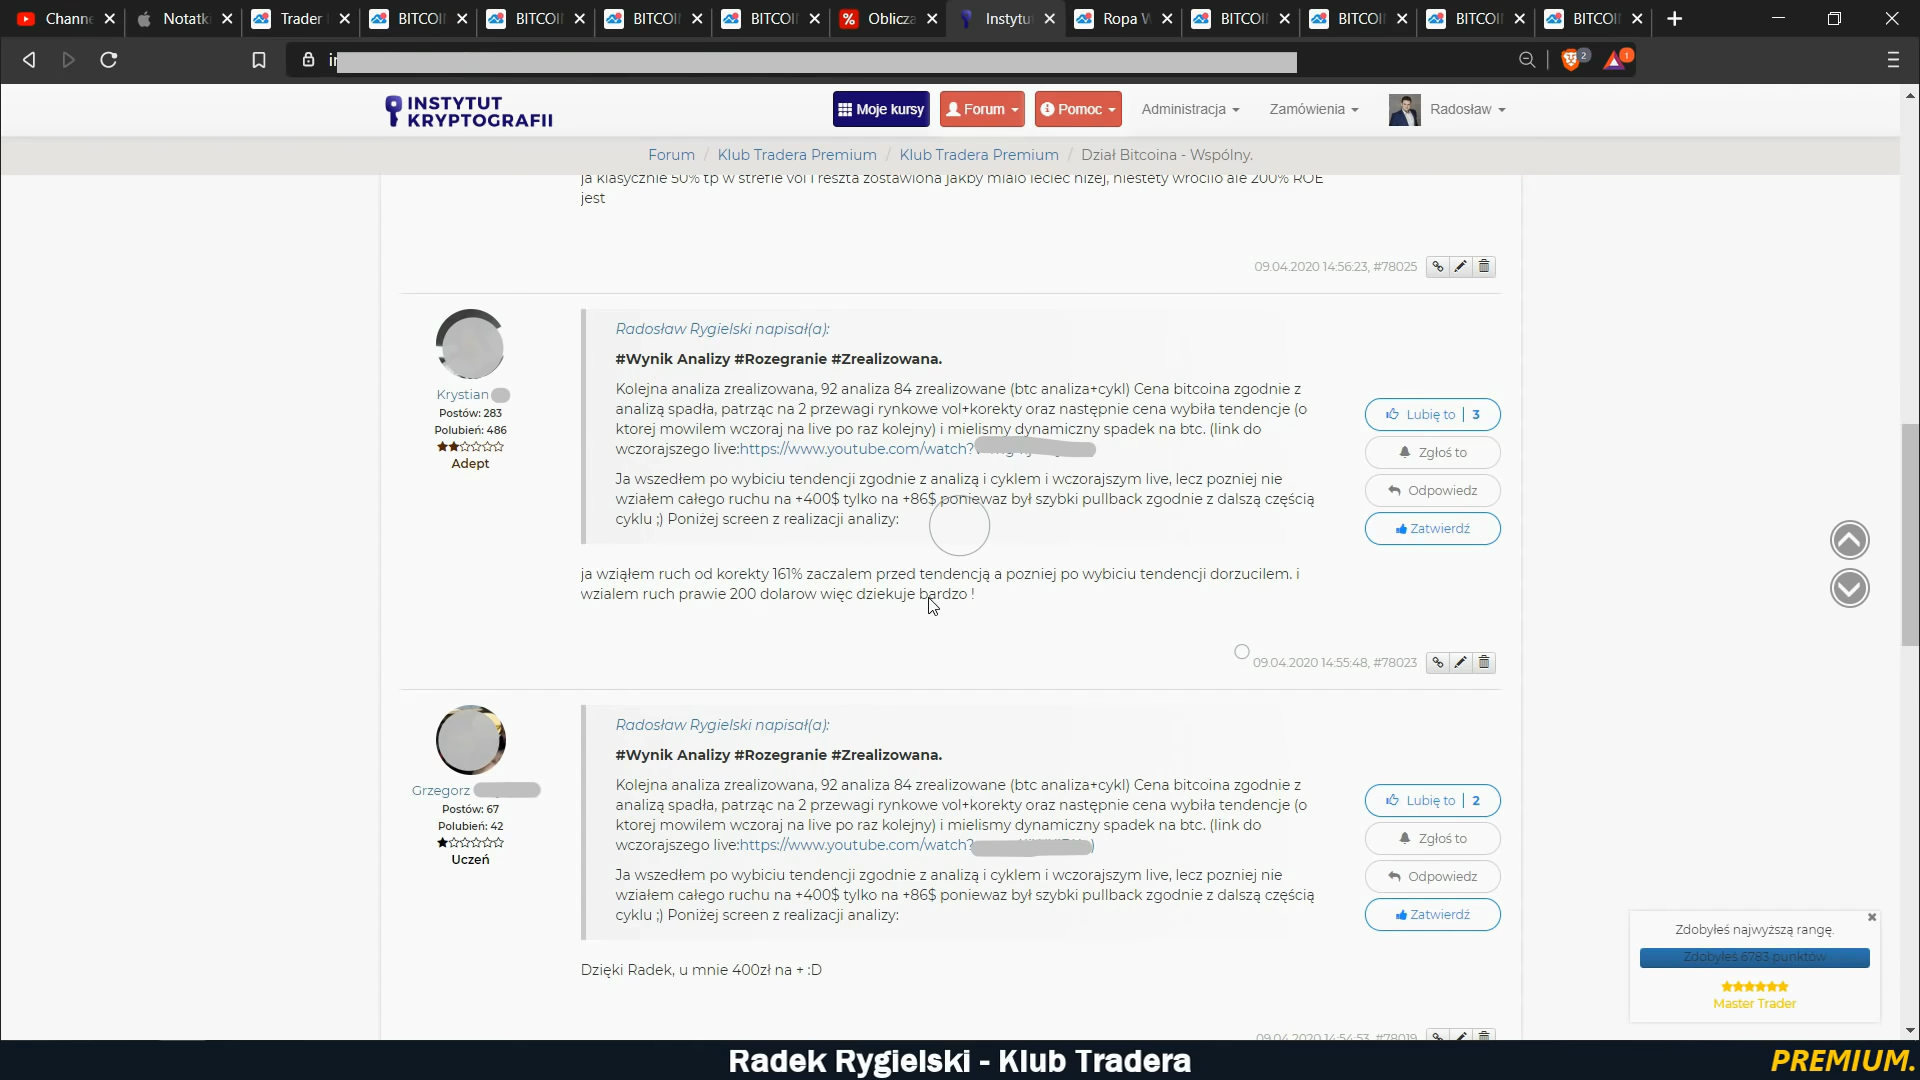 Channe
Notatk
Trader
BITCOI
BITCOI
BITCOI
BITCOI
Oblicza
Instytu
Ropa W
BITCOI
BITCOI
BITCOI
BITCOI
2
1
INSTYTUT
KRYPTOGRAFII
Moje kursy
Forum
Pomoc
Administracja
Zamówienia
Radosław
Forum / Klub Tradera Premium / Klub Tradera Premium / Dział Bitcoina - Wspólny.
ja klasycznie 50% tp w strefie vol i reszta zostawiona jakby miało lecieć niżej, niestety wróciło ale 200% ROE
jest
09.04.2020 14:56:23, #78025
Krystian
Postów: 283
Polubień: 486
Adept
Radosław Rygielski napisał(a):
#Wynik Analizy #Rozegranie #Zrealizowana.
Kolejna analiza zrealizowana, 92 analiza 84 zrealizowane (btc analiza+cykl) Cena bitcoina zgodnie z
analizą spadła, patrząc na 2 przewagi rynkowe vol+korekty oraz następnie cena wybiła tendencje (o
ktorej mowilem wczoraj na live po raz kolejny) i mielismy dynamiczny spadek na btc. (link do
wczorajszego live:https://www.youtube.com/watch?
Ja wszedłem po wybiciu tendencji zgodnie z analizą i cyklem i wczorajszym live, lecz pozniej nie
wziałem całego ruchu na +400$ tylko na +86$ poniewaz był szybki pullback zgodnie z dalszą częścią
cyklu ;) Poniżej screen z realizacji analizy:
Lubię to | 3
Zgłoś to
Odpowiedz
Zatwierdź
ja wziąłem ruch od korekty 161% zaczalem przed tendencją a pozniej po wybiciu tendencji dorzucilem. i
wzialem ruch prawie 200 dolarow więc dziekuje bardzo !
09.04.2020 14:55:48, #78023
Grzegorz
Postów: 67
Polubień: 42
Uczeń
Radosław Rygielski napisał(a):
#Wynik Analizy #Rozegranie #Zrealizowana.
Kolejna analiza zrealizowana, 92 analiza 84 zrealizowane (btc analiza+cykl) Cena bitcoina zgodnie z
analizą spadła, patrząc na 2 przewagi rynkowe vol+korekty oraz następnie cena wybiła tendencje (o
ktorej mowilem wczoraj na live po raz kolejny) i mielismy dynamiczny spadek na btc. (link do
wczorajszego live:https://www.youtube.com/watch? )
Ja wszedłem po wybiciu tendencji zgodnie z analizą i cyklem i wczorajszym live, lecz pozniej nie
wziałem całego ruchu na +400$ tylko na +86$ poniewaz był szybki pullback zgodnie z dalszą częścią
cyklu ;) Poniżej screen z realizacji analizy:
Lubię to | 2
Zgłoś to
Odpowiedz
Zatwierdź
Dzięki Radek, u mnie 400zł na + :D
09.04.2020 14:54:53, #78019
Zdobyłeś najwyższą rangę.
Zdobyłeś 6783 punktów
Master Trader
Radek Rygielski - Klub Tradera
PREMIUM.